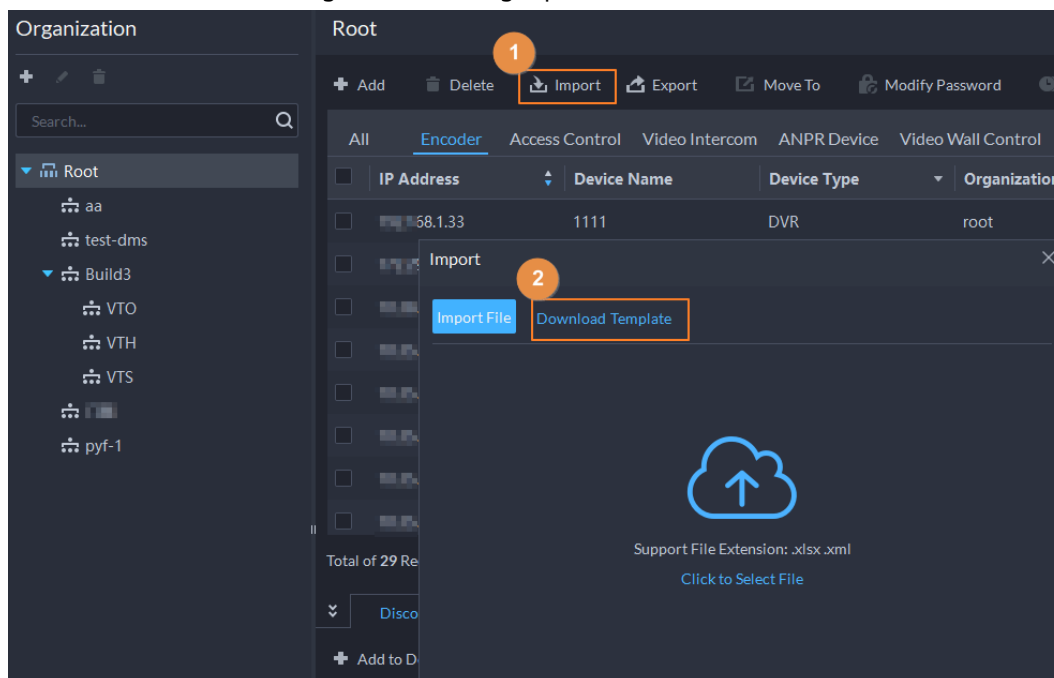 Organization
Root
1
Add Delete Import Export Move To Modify Password
Search...
All Encoder Access Control Video Intercom ANPR Device Video Wall Control
Root
IP Address Device Name Device Type Organization
aa
68.1.33 1111 DVR root
test-dms
Import
2
Build3
VTO
Import File Download Template
VTH
VTS
pyf-1
Support File Extension: .xlsx .xml
Total of 29 Re
Click to Select File
Disco
Add to D